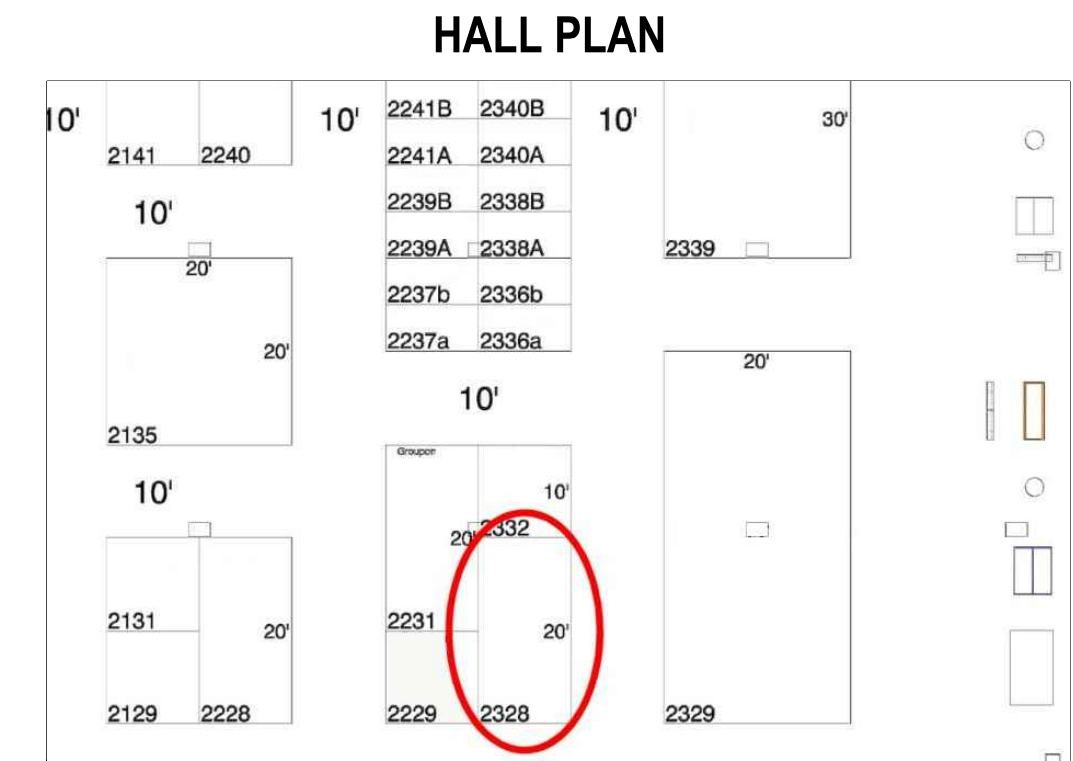 HALL PLAN
10' 10' 2241B 2340B 10' 30'
2141 2240 2241A 2340A
10' 2239B 2338B
2239A 2338A 2339
20'
2237b 2336b
2237a 2336a
20' 20'
10'
2135
Groupon
10' 10'
2332
20'
2131 2231
20' 20'
2129 2228 2229 2328 2329